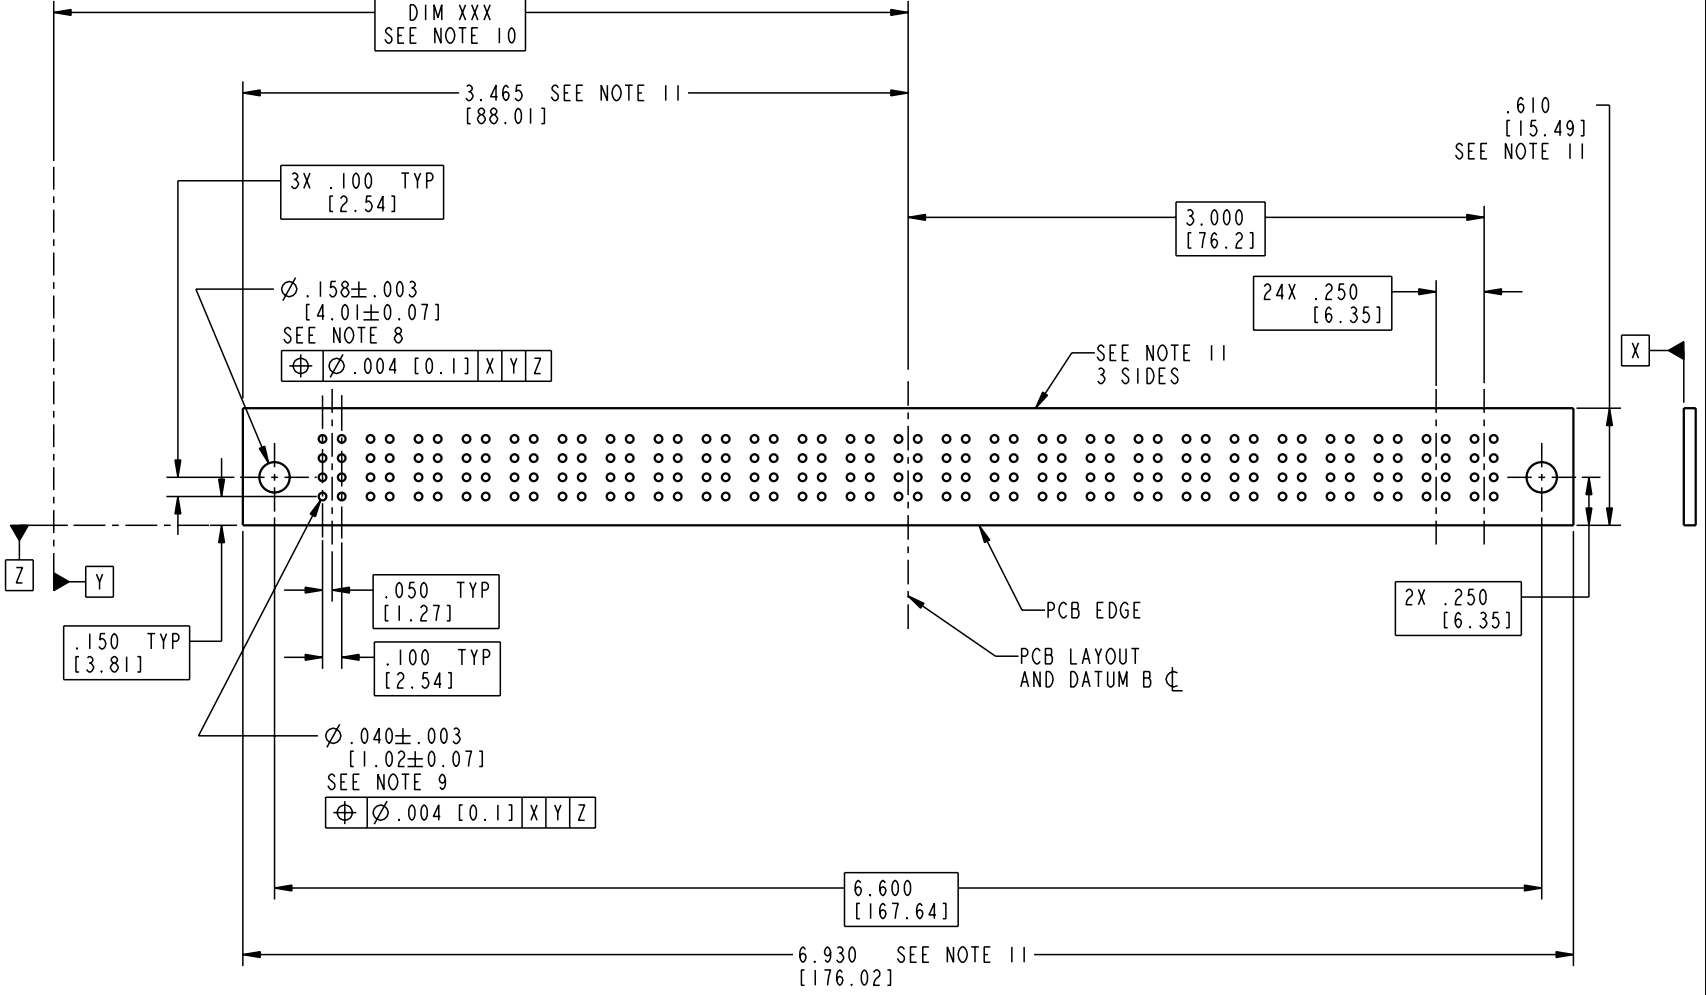 DIM XXX
SEE NOTE 10
3.465 SEE NOTE 11
[88.01]
.610
[15.49]
SEE NOTE 11
3X .100 TYP
[2.54]
3.000
[76.2]
24X .250
[6.35]
Ø.158±.003
[4.01±0.07]
SEE NOTE 8
⌖ Ø.004 [0.1] X Y Z
SEE NOTE 11
3 SIDES
X
Z
Y
.050 TYP
[1.27]
2X .250
[6.35]
PCB EDGE
.150 TYP
[3.81]
.100 TYP
[2.54]
PCB LAYOUT
AND DATUM B ℄
Ø.040±.003
[1.02±0.07]
SEE NOTE 9
⌖ Ø.004 [0.1] X Y Z
6.600
[167.64]
6.930 SEE NOTE 11
[176.02]